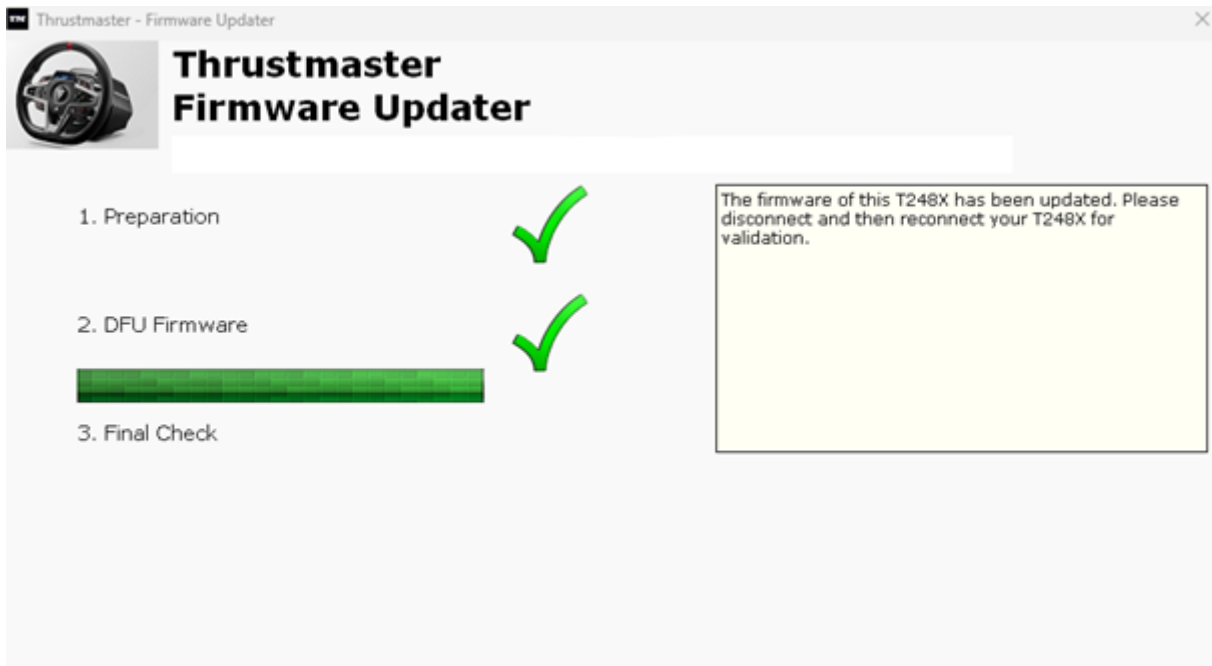 Thrustmaster - Firmware Updater
Thrustmaster
Firmware Updater
1. Preparation
2. DFU Firmware
3. Final Check
The firmware of this T248X has been updated. Please
disconnect and then reconnect your T248X for
validation.